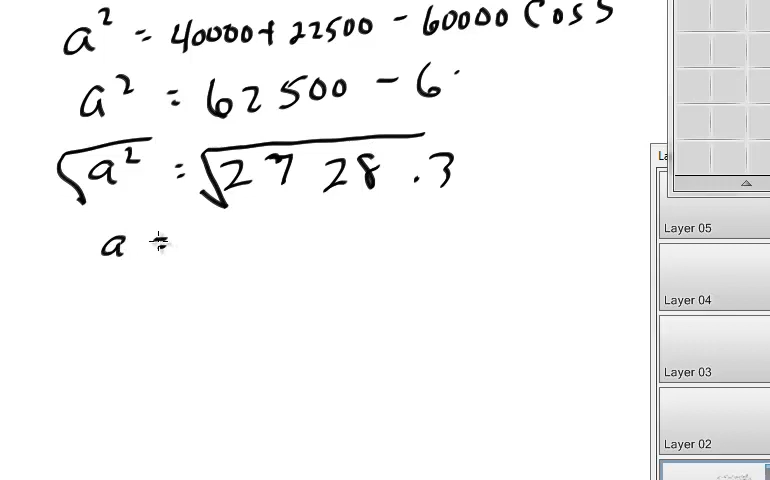 a² = 40000 + 22500 - 60000 Cos 5
a² = 62500 - 6
√a² = √2728.3
a =
La
Layer 05
Layer 04
Layer 03
Layer 02